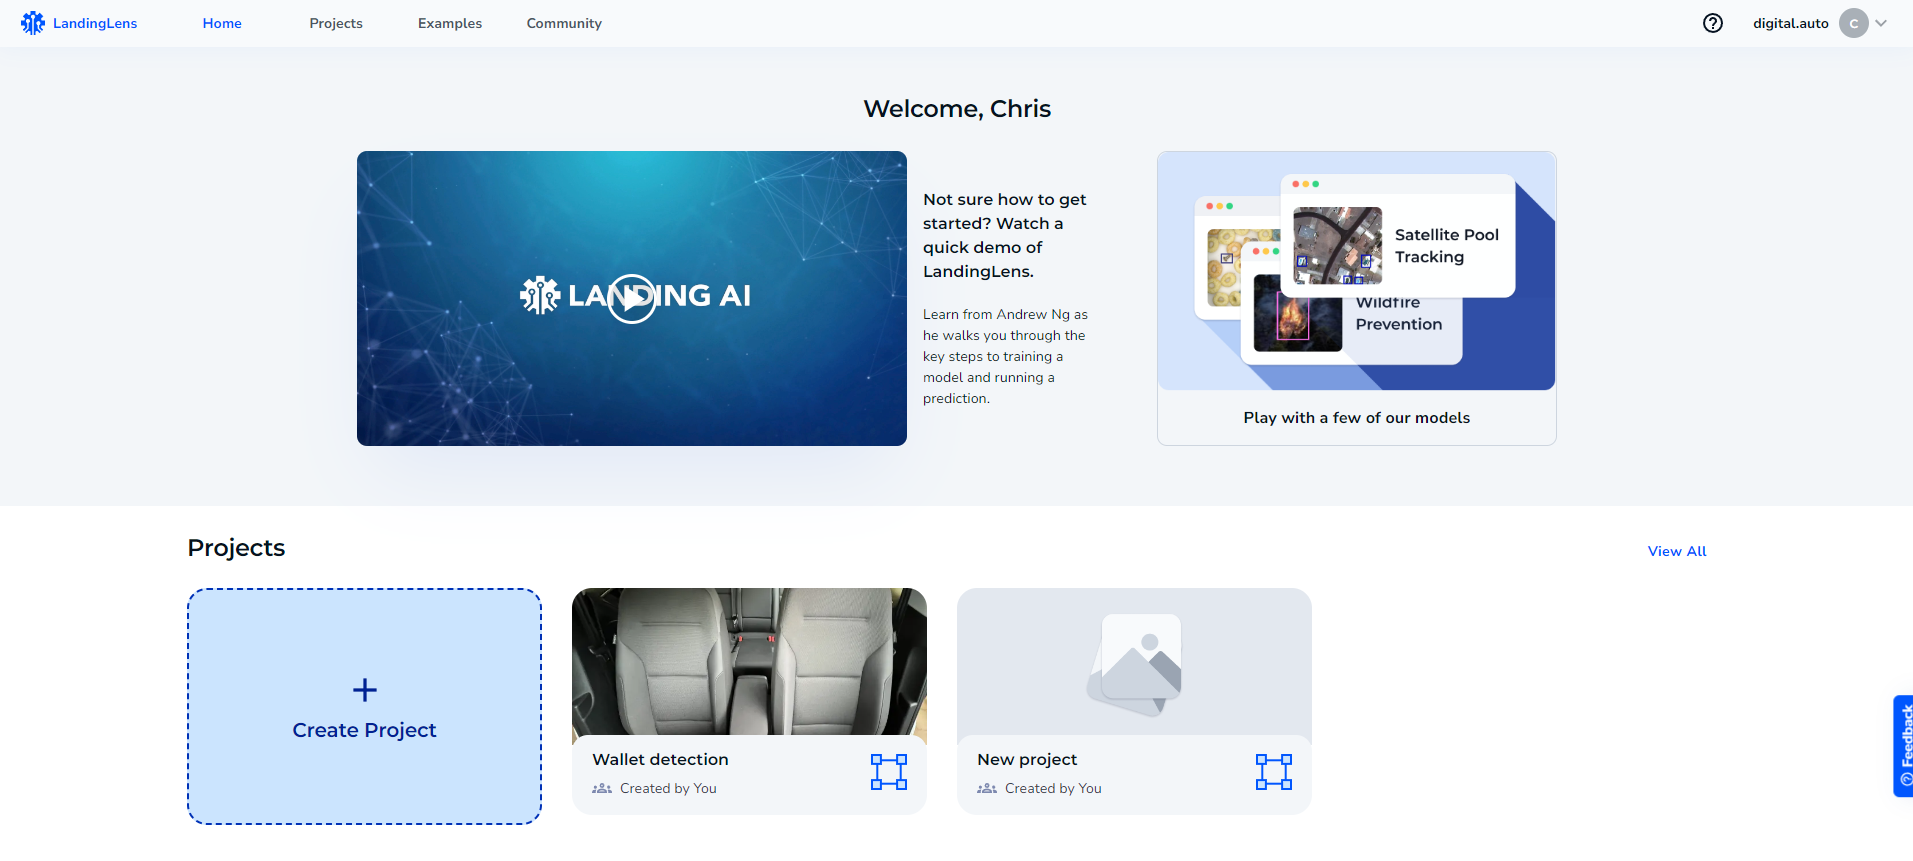 LandingLens
Home
Projects
Examples
Community
digital.auto
C
Welcome, Chris
LANDING AI
Not sure how to get
started? Watch a
quick demo of
LandingLens.
Learn from Andrew Ng as
he walks you through the
key steps to training a
model and running a
prediction.
Satellite Pool
Tracking
Wildfire
Prevention
Play with a few of our models
Projects
View All
Create Project
Wallet detection
Created by You
New project
Created by You
Feedback